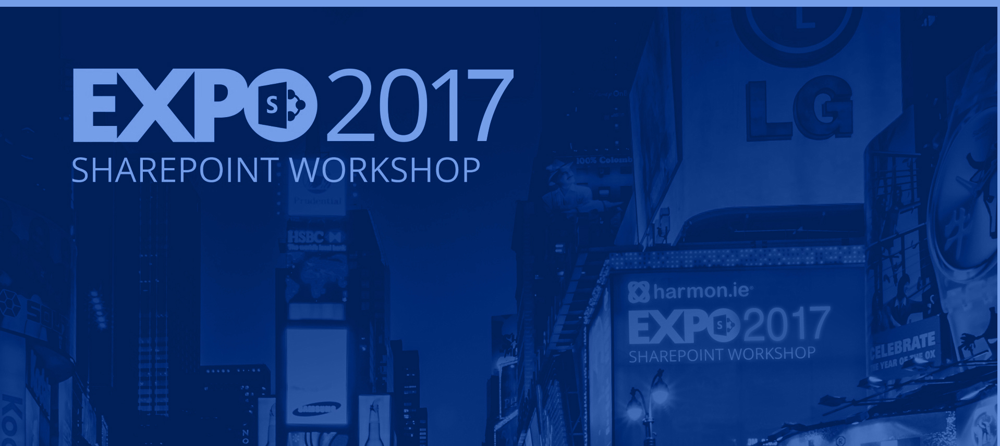 EXPO 2017
SHAREPOINT WORKSHOP
L
LG
100% Colomb
Prudential
HSBC
The world's local bank
harmon.ie
EXPO 2017
SHAREPOINT WORKSHOP
CELEBRATE
THE YEAR OF THE OX
SAMSUNG